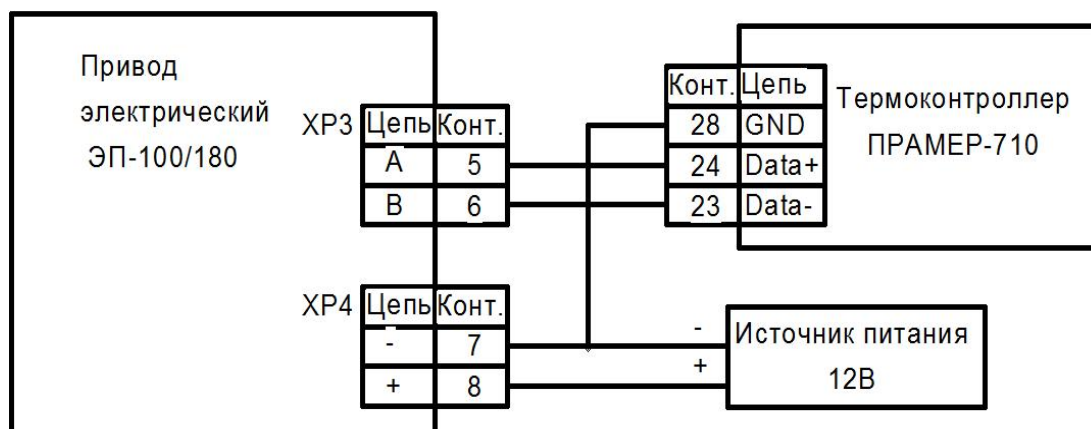 Привод
электрический
ЭП-100/180
XP3
Цепь Конт.
A 5
B 6
XP4
Цепь Конт.
- 7
+ 8
Конт. Цепь
28 GND
24 Data+
23 Data-
Термоконтроллер
ПРАМЕР-710
-
+
Источник питания
12В